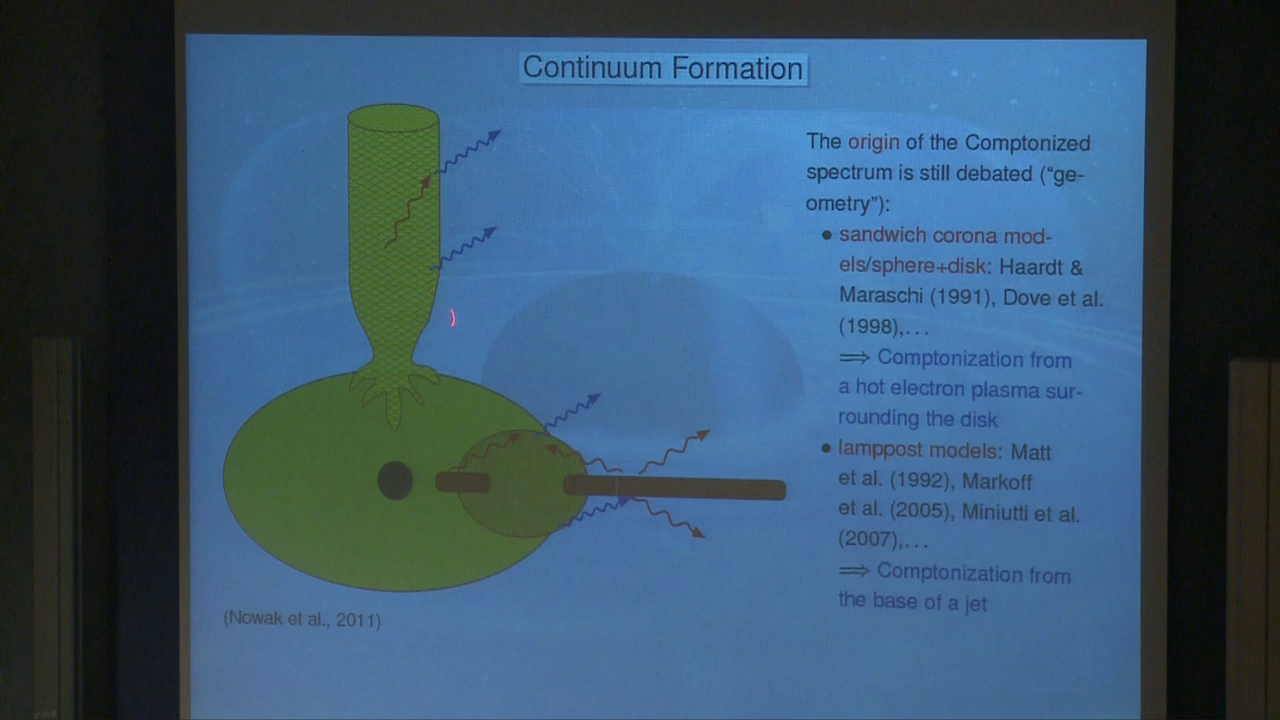 Continuum Formation
The origin of the Comptonized
spectrum is still debated (“ge-
ometry”):
• sandwich corona mod-
els/sphere+disk: Haardt &
Maraschi (1991), Dove et al.
(1998),...
⟹ Comptonization from
a hot electron plasma sur-
rounding the disk
• lamppost models: Matt
et al. (1992), Markoff
et al. (2005), Miniutti et al.
(2007),...
⟹ Comptonization from
the base of a jet
(Nowak et al., 2011)